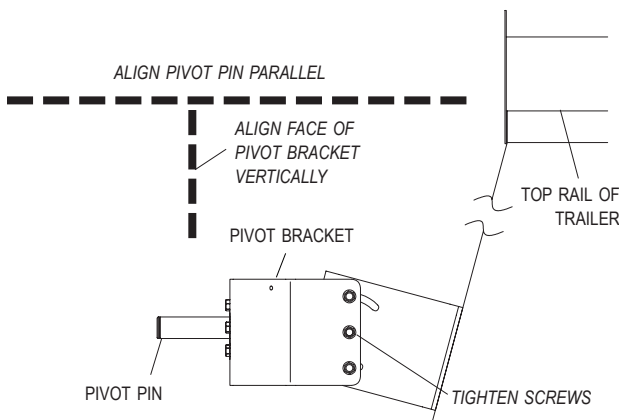 ALIGN PIVOT PIN PARALLEL
ALIGN FACE OF
PIVOT BRACKET
VERTICALLY
TOP RAIL OF
TRAILER
PIVOT BRACKET
PIVOT PIN
TIGHTEN SCREWS